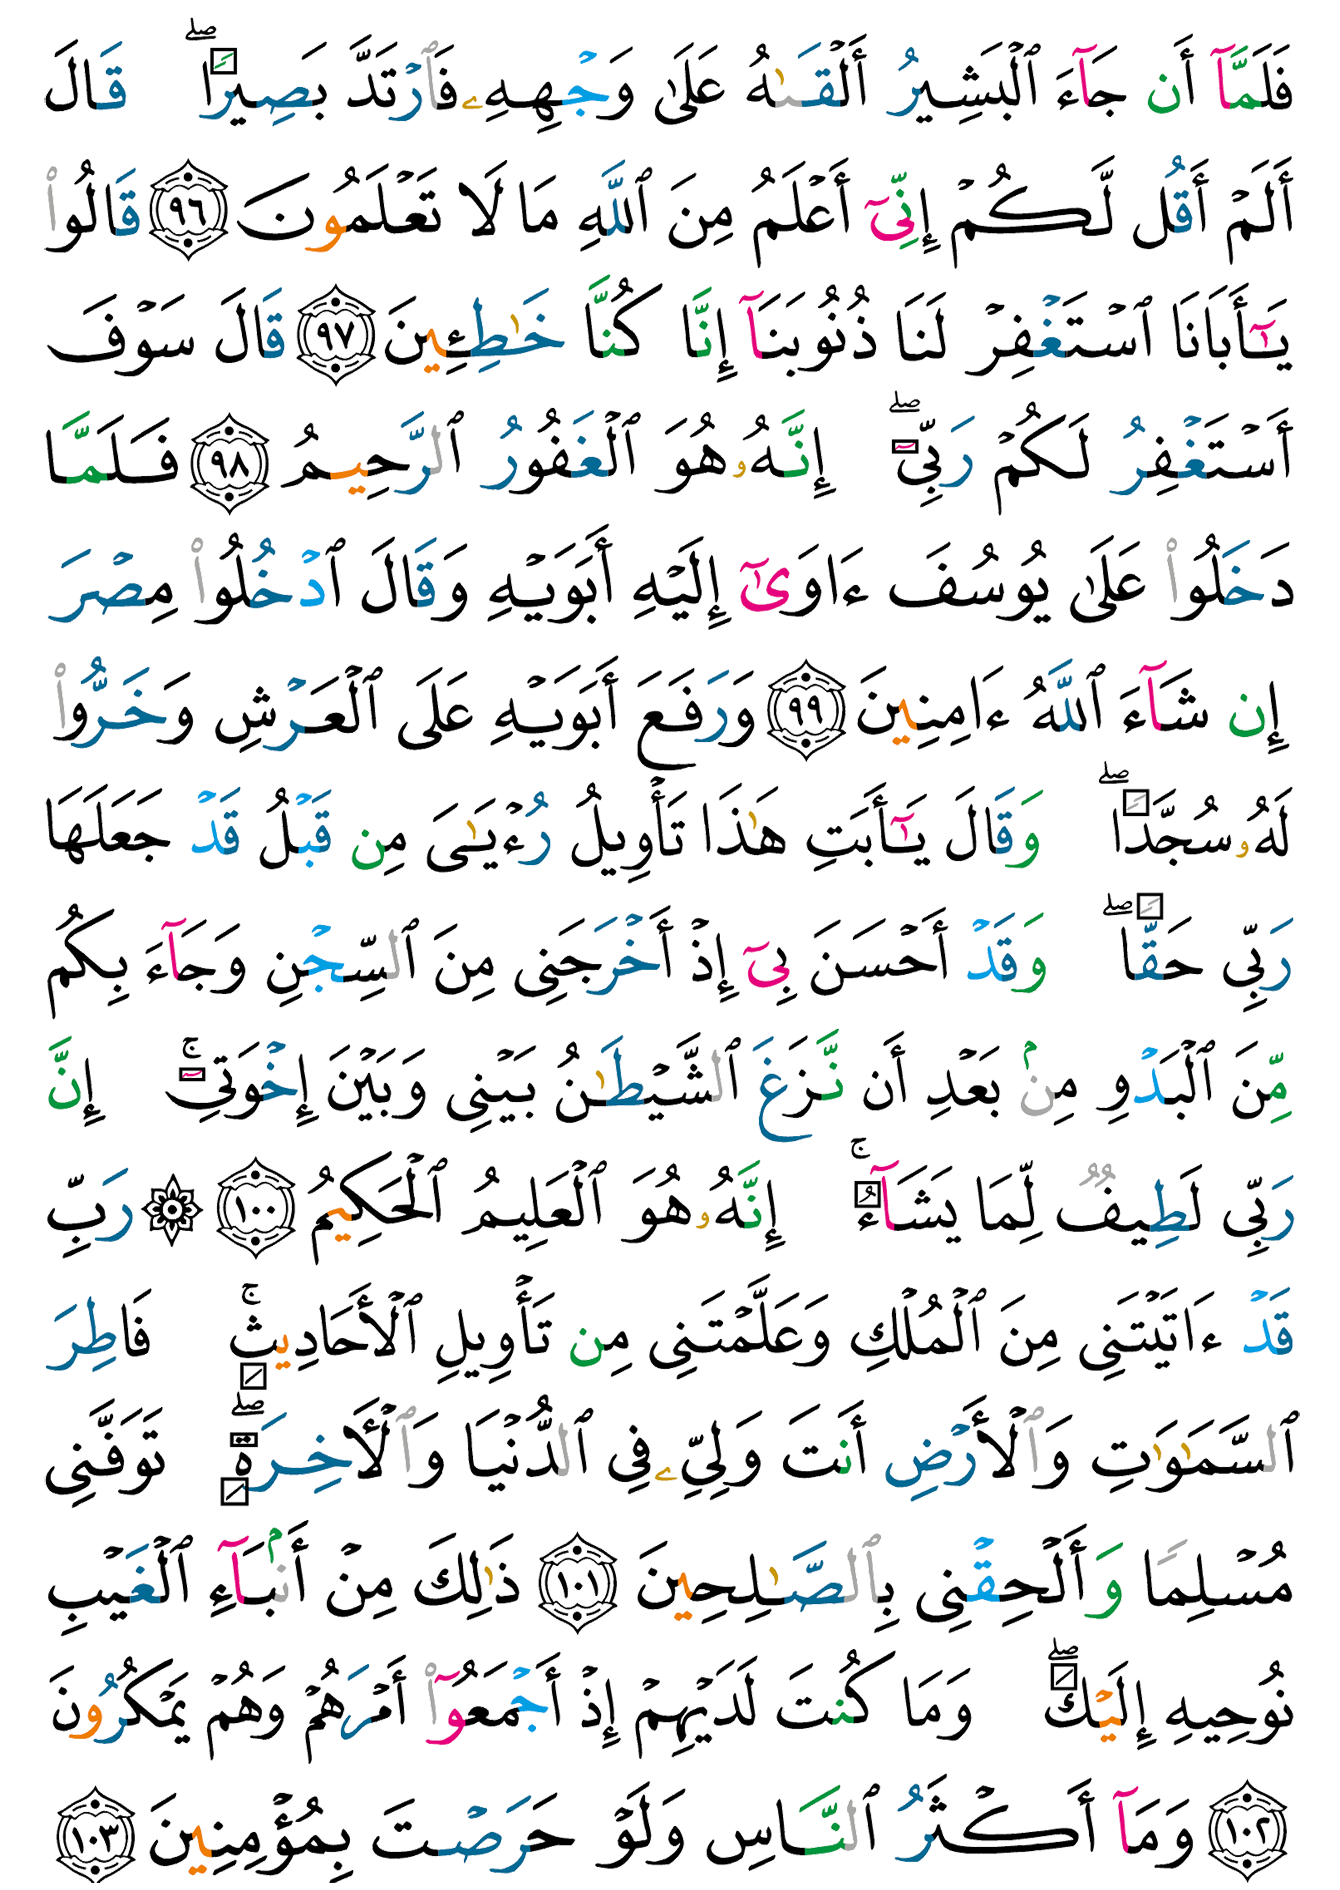 فَلَمَّآ أَن جَآءَ ٱلْبَشِيرُ أَلْقَىٰهُ عَلَىٰ وَجْهِهِۦ فَٱرْتَدَّ بَصِيرًا ۖ قَالَ
أَلَمْ أَقُل لَّكُمْ إِنِّىٓ أَعْلَمُ مِنَ ٱللَّهِ مَا لَا تَعْلَمُونَ ٩٦ قَالُوا۟
يَـٰٓأَبَانَا ٱسْتَغْفِرْ لَنَا ذُنُوبَنَآ إِنَّا كُنَّا خَـٰطِـِٔينَ ٩٧ قَالَ سَوْفَ
أَسْتَغْفِرُ لَكُمْ رَبِّىٓ ۖ إِنَّهُۥ هُوَ ٱلْغَفُورُ ٱلرَّحِيمُ ٩٨ فَلَمَّا
دَخَلُوا۟ عَلَىٰ يُوسُفَ ءَاوَىٰٓ إِلَيْهِ أَبَوَيْهِ وَقَالَ ٱدْخُلُوا۟ مِصْرَ
إِن شَآءَ ٱللَّهُ ءَامِنِينَ ٩٩ وَرَفَعَ أَبَوَيْهِ عَلَى ٱلْعَرْشِ وَخَرُّوا۟
لَهُۥ سُجَّدًا ۖ وَقَالَ يَـٰٓأَبَتِ هَـٰذَا تَأْوِيلُ رُءْيَـٰىَ مِن قَبْلُ قَدْ جَعَلَهَا
رَبِّى حَقًّا ۖ وَقَدْ أَحْسَنَ بِىٓ إِذْ أَخْرَجَنِى مِنَ ٱلسِّجْنِ وَجَآءَ بِكُم
مِّنَ ٱلْبَدْوِ مِنۢ بَعْدِ أَن نَّزَغَ ٱلشَّيْطَـٰنُ بَيْنِى وَبَيْنَ إِخْوَتِىٓ ۚ إِنَّ
رَبِّى لَطِيفٌ لِّمَا يَشَآءُ ۚ إِنَّهُۥ هُوَ ٱلْعَلِيمُ ٱلْحَكِيمُ ١٠٠ ۞ رَبِّ
قَدْ ءَاتَيْتَنِى مِنَ ٱلْمُلْكِ وَعَلَّمْتَنِى مِن تَأْوِيلِ ٱلْأَحَادِيثِ ۚ فَاطِرَ
ٱلسَّمَـٰوَٰتِ وَٱلْأَرْضِ أَنتَ وَلِىِّۦ فِى ٱلدُّنْيَا وَٱلْـَٔاخِرَةِ ۖ تَوَفَّنِى
مُسْلِمًا وَأَلْحِقْنِى بِٱلصَّـٰلِحِينَ ١٠١ ذَٰلِكَ مِنْ أَنۢبَآءِ ٱلْغَيْبِ
نُوحِيهِ إِلَيْكَ ۖ وَمَا كُنتَ لَدَيْهِمْ إِذْ أَجْمَعُوٓا۟ أَمْرَهُمْ وَهُمْ يَمْكُرُونَ
١٠٢ وَمَآ أَكْثَرُ ٱلنَّاسِ وَلَوْ حَرَصْتَ بِمُؤْمِنِينَ ١٠٣